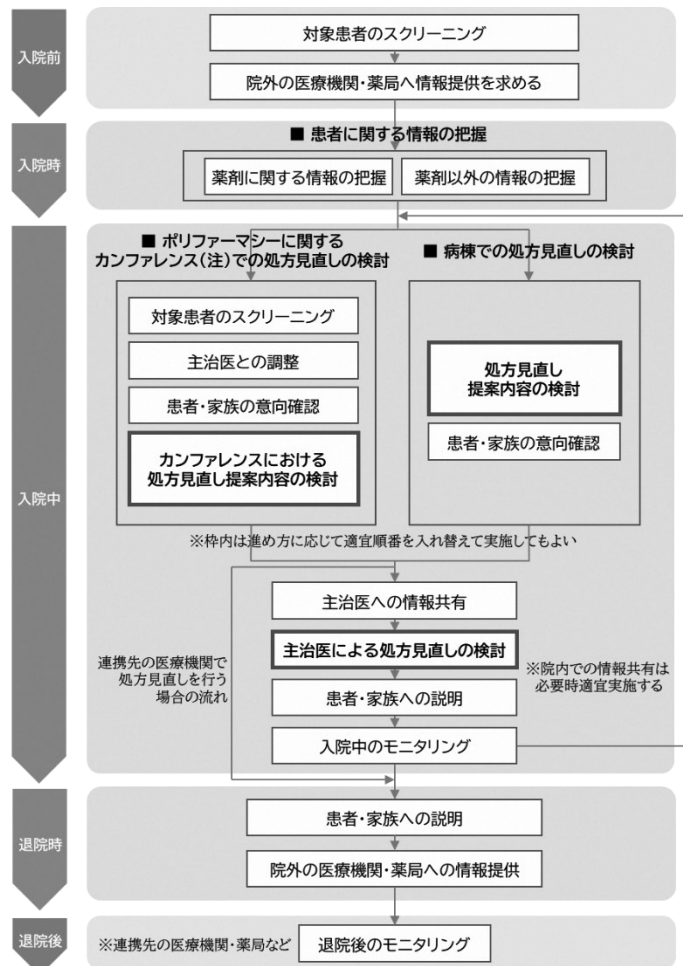 入院前
対象患者のスクリーニング
院外の医療機関・薬局へ情報提供を求める
入院時
■ 患者に関する情報の把握
薬剤に関する情報の把握
薬剤以外の情報の把握
入院中
■ ポリファーマシーに関する
カンファレンス(注)での処方見直しの検討
対象患者のスクリーニング
主治医との調整
患者・家族の意向確認
カンファレンスにおける
処方見直し提案内容の検討
■ 病棟での処方見直しの検討
処方見直し
提案内容の検討
患者・家族の意向確認
※枠内は進め方に応じて適宜順番を入れ替えて実施してもよい
主治医への情報共有
主治医による処方見直しの検討
患者・家族への説明
入院中のモニタリング
連携先の医療機関で
処方見直しを行う
場合の流れ
※院内での情報共有は
必要時適宜実施する
退院時
患者・家族への説明
院外の医療機関・薬局への情報提供
退院後
※連携先の医療機関・薬局など
退院後のモニタリング